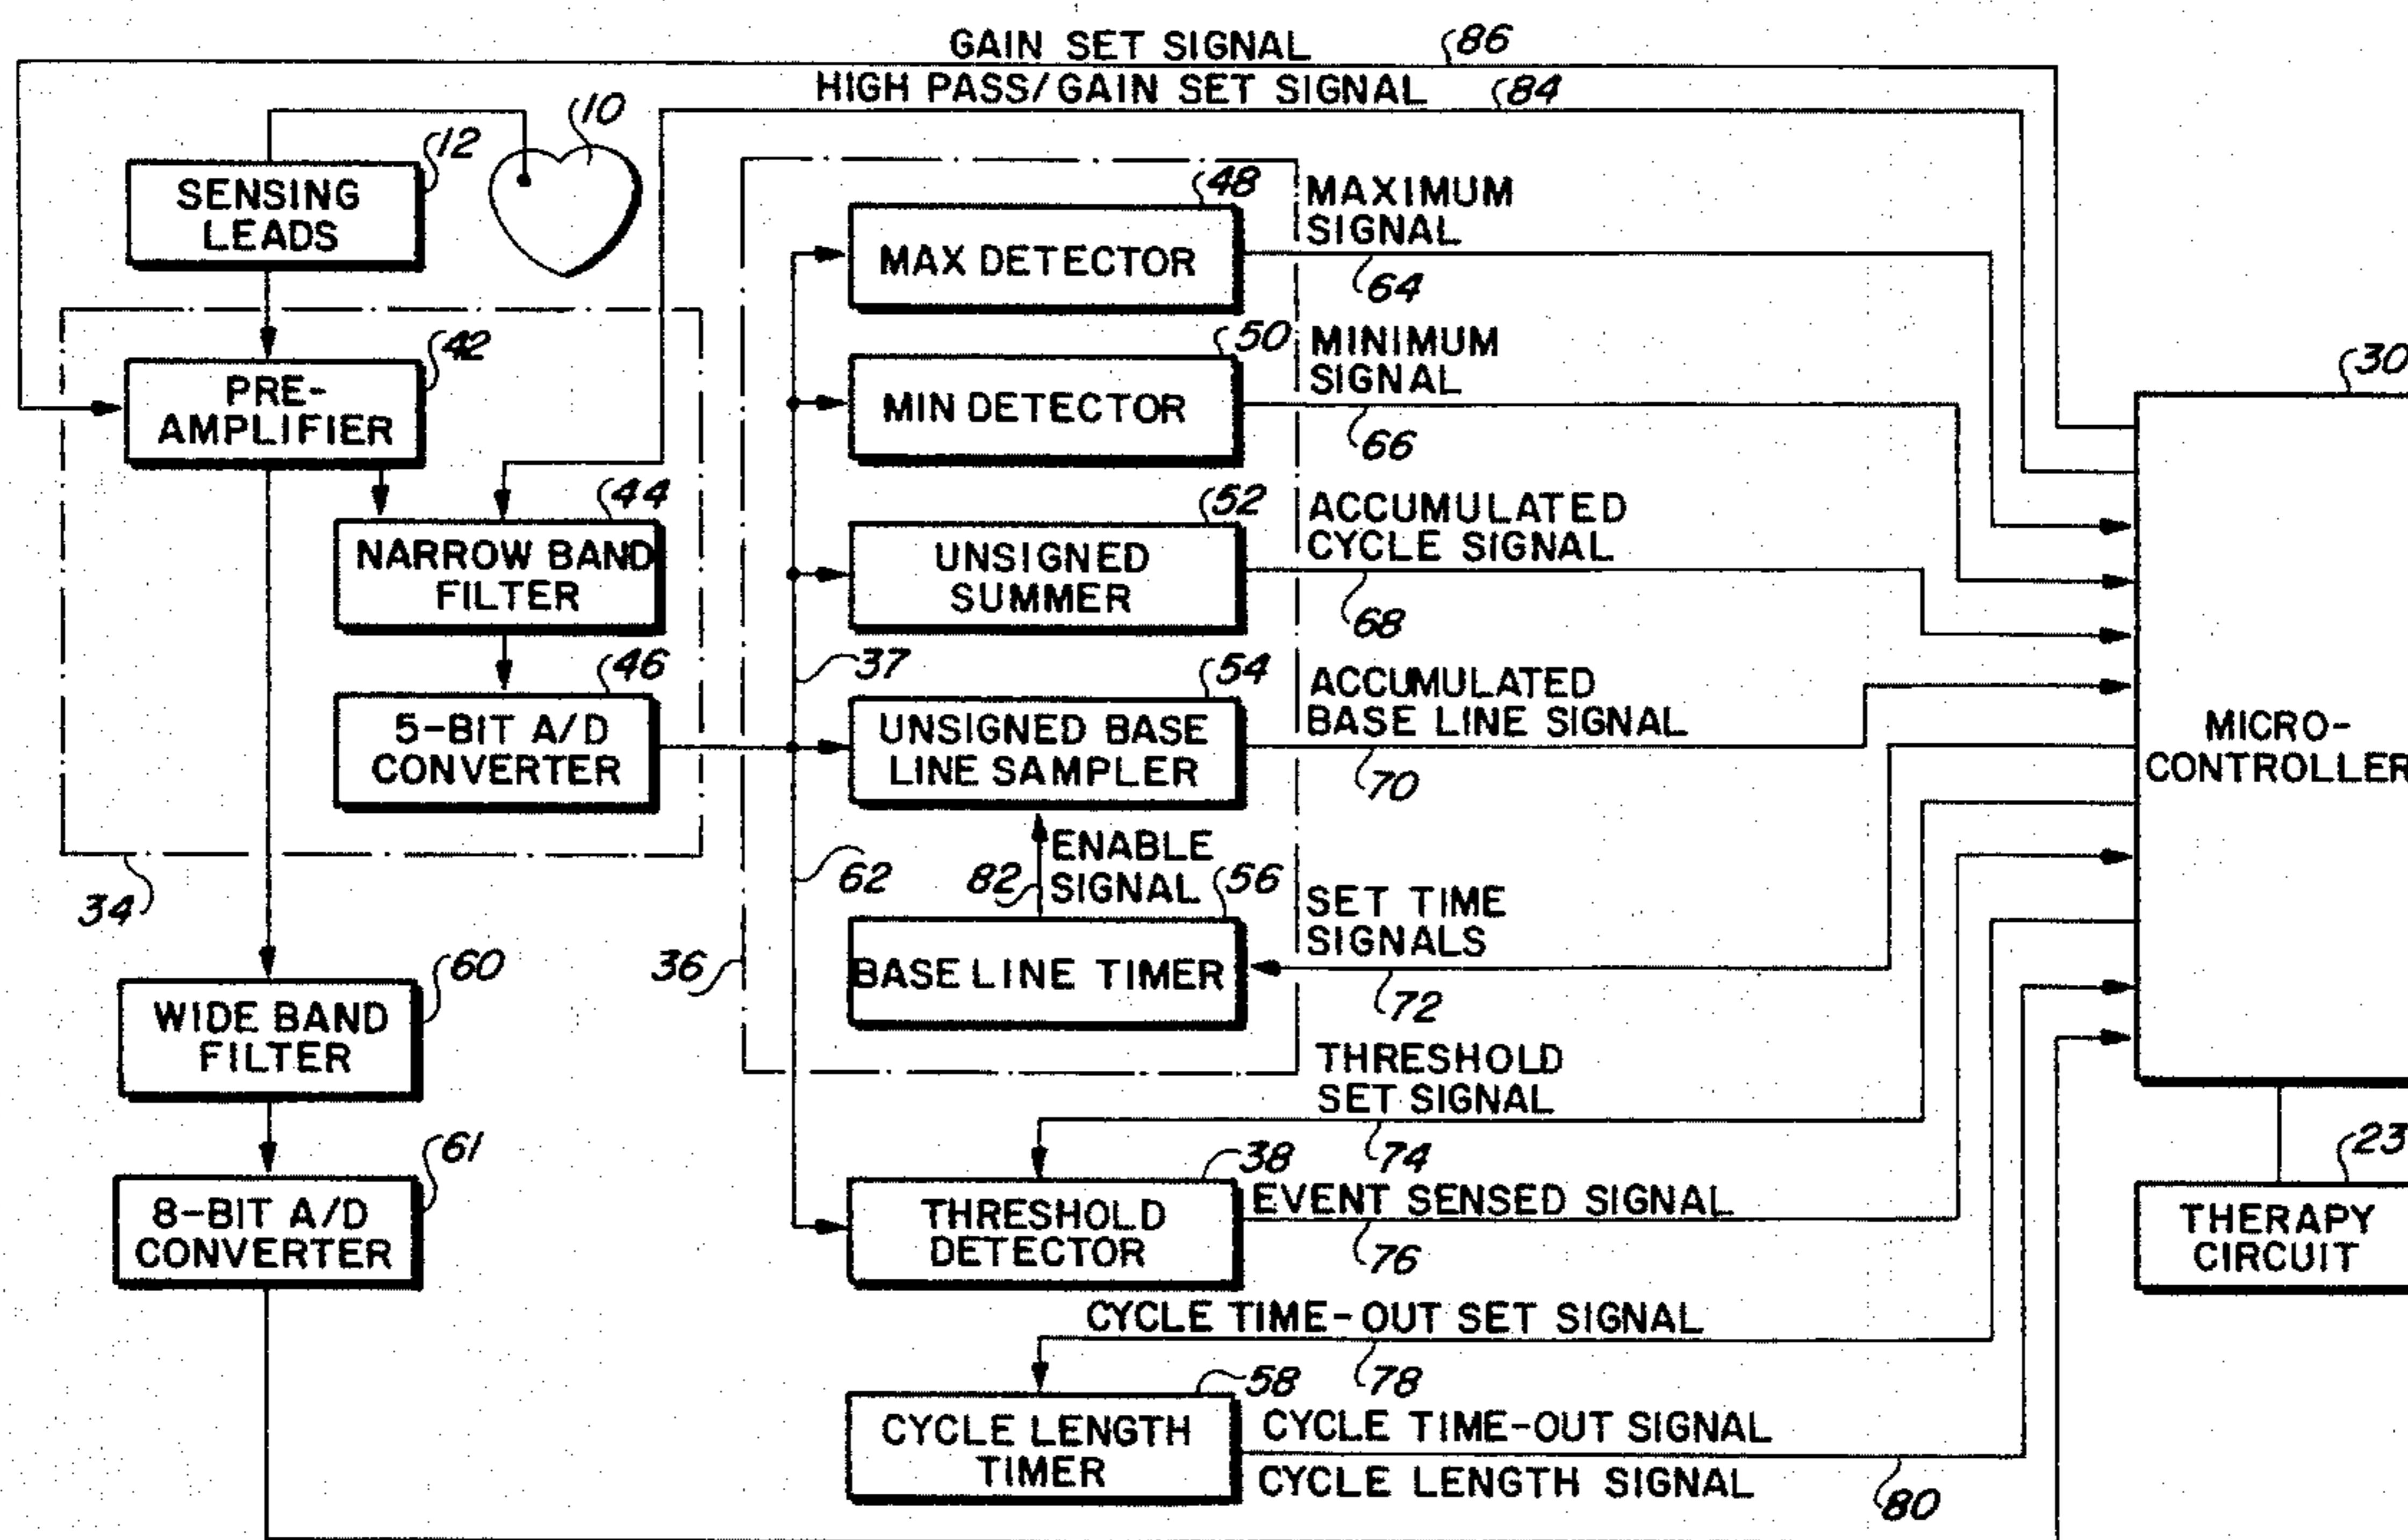 GAIN SET SIGNAL 86
HIGH PASS/GAIN SET SIGNAL 84
10
12
SENSING
LEADS
48
MAX DETECTOR
MAXIMUM
SIGNAL
64
42
PRE-
AMPLIFIER
50
MIN DETECTOR
MINIMUM
SIGNAL
66
30
44
NARROW BAND
FILTER
52
UNSIGNED
SUMMER
ACCUMULATED
CYCLE SIGNAL
68
46
5-BIT A/D
CONVERTER
37
54
UNSIGNED BASE
LINE SAMPLER
ACCUMULATED
BASE LINE SIGNAL
70
MICRO-
CONTROLLER
34
62
82
ENABLE
SIGNAL
56
36
BASE LINE TIMER
SET TIME
SIGNALS
72
60
WIDE BAND
FILTER
THRESHOLD
SET SIGNAL
74
61
8-BIT A/D
CONVERTER
38
THRESHOLD
DETECTOR
EVENT SENSED SIGNAL
76
23
THERAPY
CIRCUIT
CYCLE TIME-OUT SET SIGNAL
78
58
CYCLE LENGTH
TIMER
CYCLE TIME-OUT SIGNAL
CYCLE LENGTH SIGNAL
80